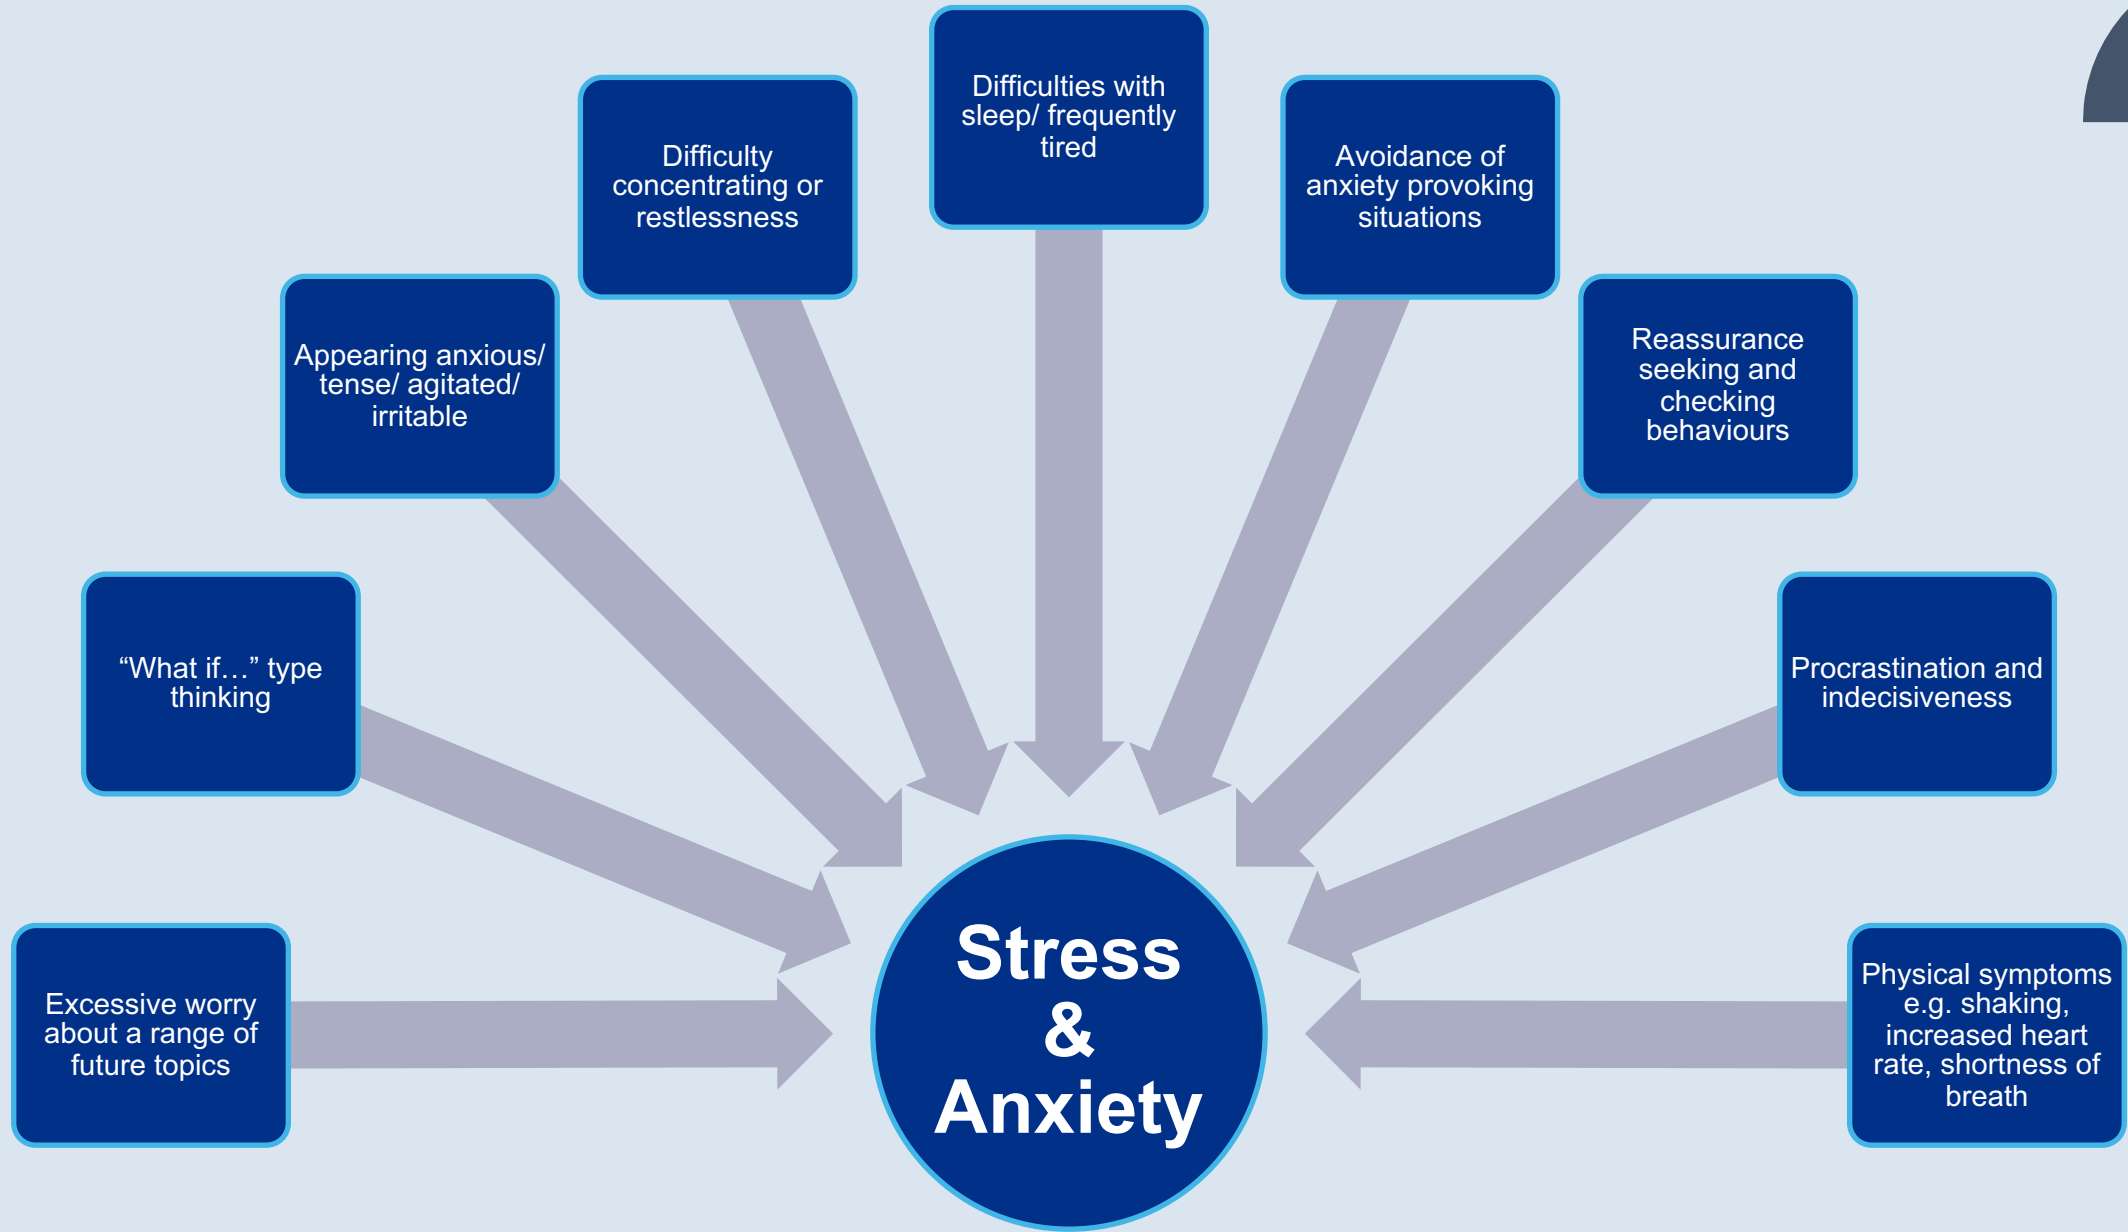 Excessive worry
about a range of
future topics
“What if…” type
thinking
Appearing anxious/
tense/ agitated/
irritable
Difficulty
concentrating or
restlessness
Difficulties with
sleep/ frequently
tired
Avoidance of
anxiety provoking
situations
Reassurance
seeking and
checking
behaviours
Procrastination and
indecisiveness
Physical symptoms
e.g. shaking,
increased heart
rate, shortness of
breath
Stress
&
Anxiety